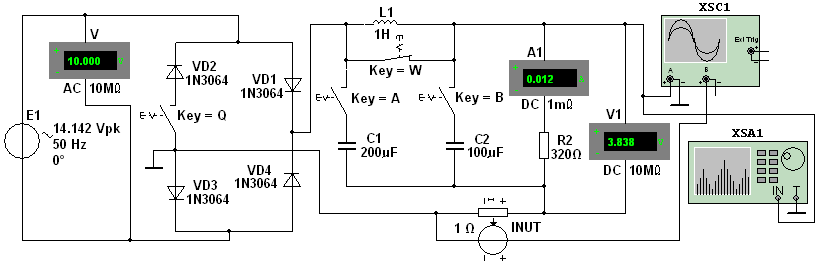 XSC1
L1
1H
V
10.000 V
AC 10MΩ
E1
14.142 Vpk
50 Hz
0°
VD2
1N3064
VD1
1N3064
Key = Q
VD3
1N3064
VD4
1N3064
Key = W
Key = A
Key = B
C1
200µF
C2
100µF
A1
0.012
DC 1mΩ
R2
320Ω
V1
3.838
DC 10MΩ
1 Ω
INUT
Ext Trig
A
B
XSA1
IN T